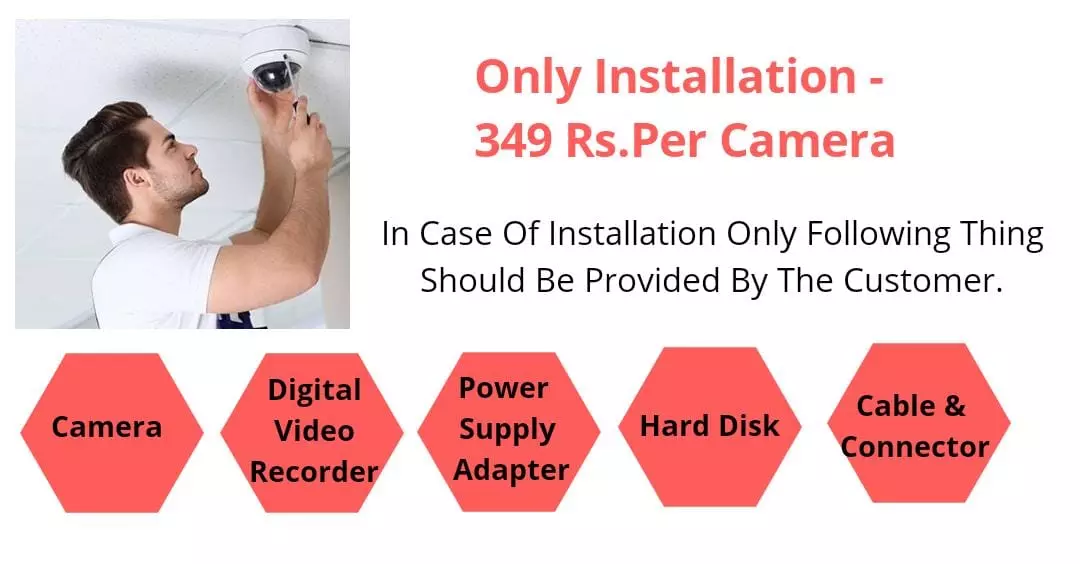 Only Installation -
349 Rs.Per Camera
In Case Of Installation Only Following Thing
Should Be Provided By The Customer.
Camera
Digital
Video
Recorder
Power
Supply
Adapter
Hard Disk
Cable &
Connector